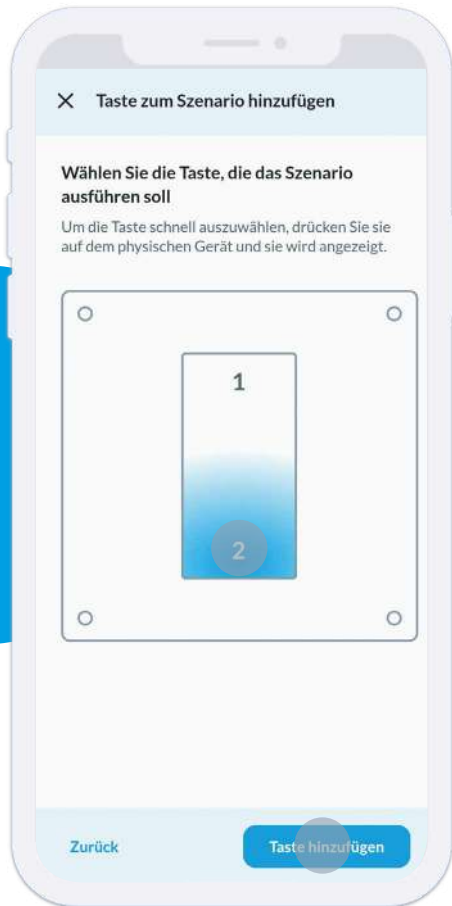 Taste zum Szenario hinzufügen
Wählen Sie die Taste, die das Szenario
ausführen soll
Um die Taste schnell auszuwählen, drücken Sie sie
auf dem physischen Gerät und sie wird angezeigt.
1
2
Zurück
Taste hinzufügen